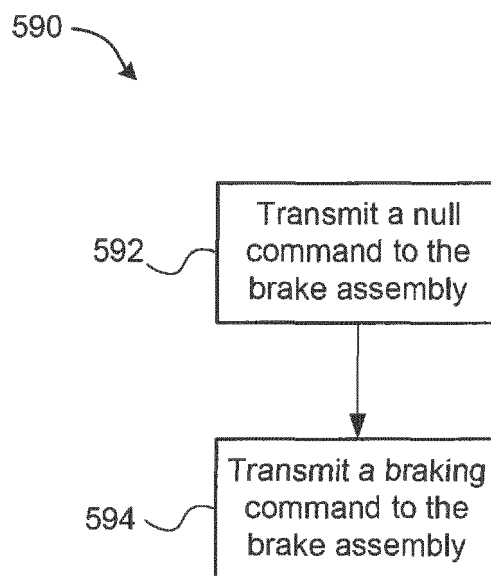 590
592
Transmit a null
command to the
brake assembly
594
Transmit a braking
command to the
brake assembly